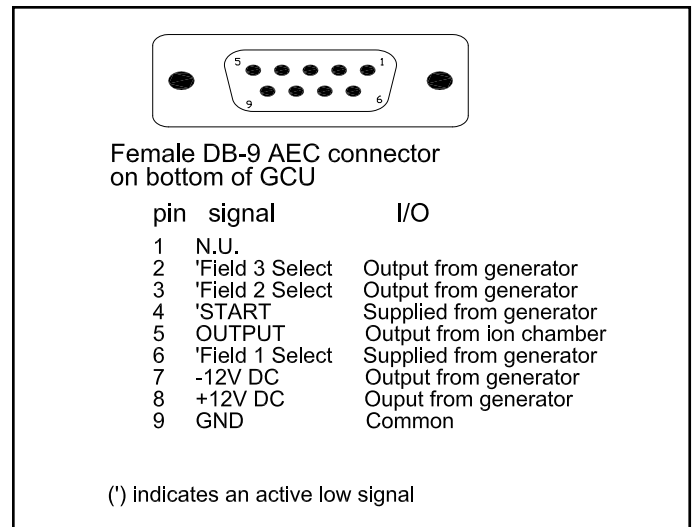 5 1
9 6
Female DB-9 AEC connector
on bottom of GCU
pin signal I/O
1 N.U.
2 'Field 3 Select Output from generator
3 'Field 2 Select Output from generator
4 'START Supplied from generator
5 OUTPUT Output from ion chamber
6 'Field 1 Select Supplied from generator
7 -12V DC Output from generator
8 +12V DC Ouput from generator
9 GND Common
(') indicates an active low signal